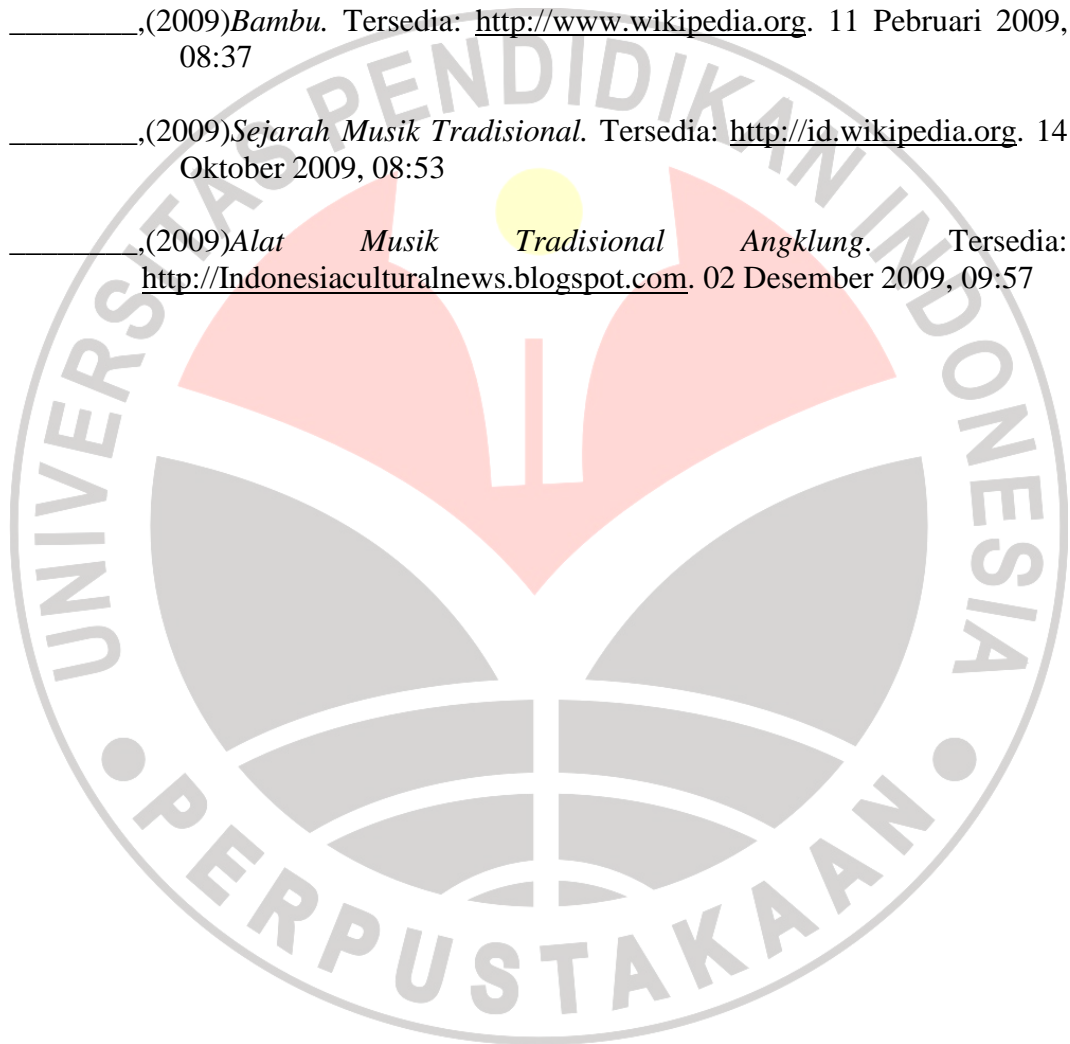 ________,(2009)Bambu. Tersedia: http://www.wikipedia.org. 11 Pebruari 2009,
08:37
________,(2009)Sejarah Musik Tradisional. Tersedia: http://id.wikipedia.org. 14
Oktober 2009, 08:53
________,(2009)Alat Musik Tradisional Angklung. Tersedia:
http://Indonesiaculturalnews.blogspot.com. 02 Desember 2009, 09:57
UNIVERSITAS PENDIDIKAN INDONESIA
PERPUSTAKAAN